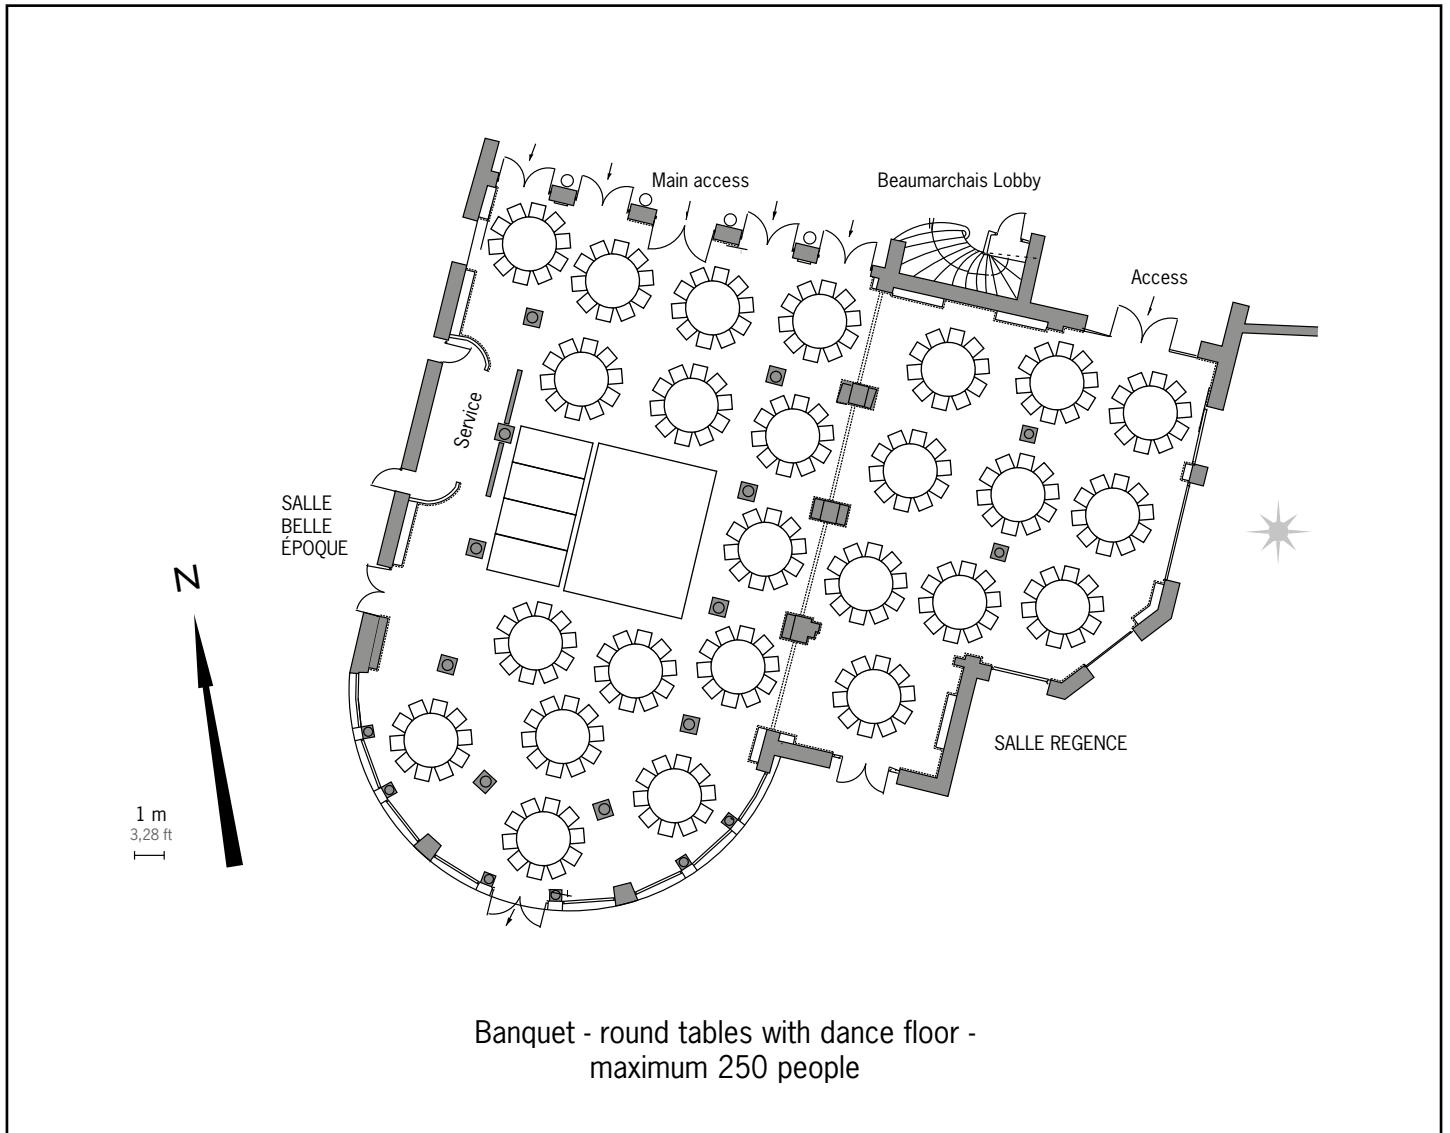 Main access
Beaumarchais Lobby
Access
Service
SALLE
BELLE
ÉPOQUE
N
SALLE REGENCE
1 m
3,28 ft
Banquet - round tables with dance floor -
maximum 250 people